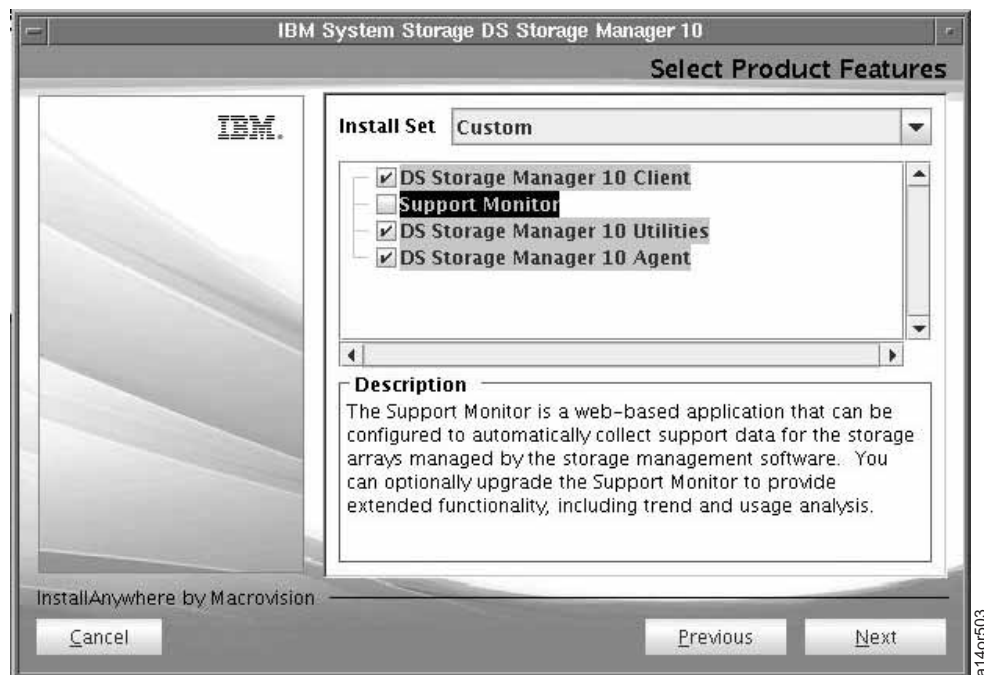 IBM System Storage DS Storage Manager 10
Select Product Features
IBM.
Install Set Custom
DS Storage Manager 10 Client
Support Monitor
DS Storage Manager 10 Utilities
DS Storage Manager 10 Agent
Description
The Support Monitor is a web-based application that can be
configured to automatically collect support data for the storage
arrays managed by the storage management software. You
can optionally upgrade the Support Monitor to provide
extended functionality, including trend and usage analysis.
InstallAnywhere by Macrovision
Cancel
Previous
Next
a14or503